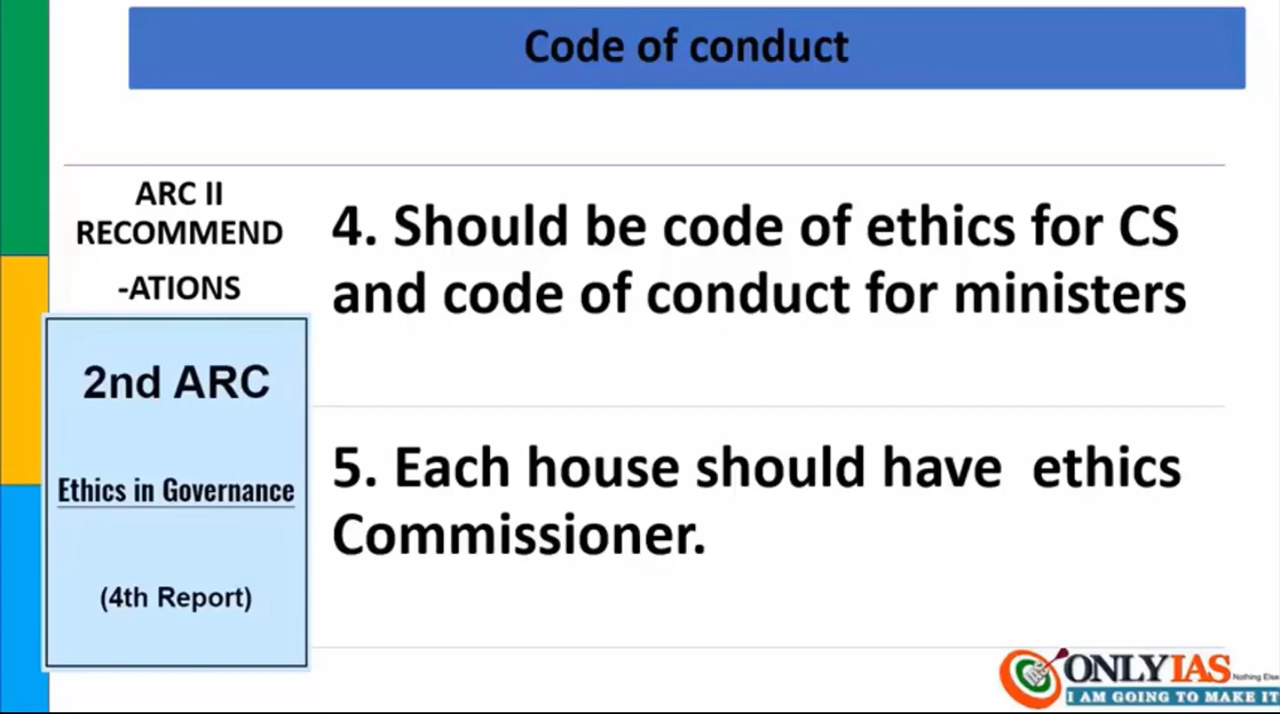 Code of conduct
ARC II
RECOMMEND
-ATIONS
2nd ARC
Ethics in Governance
(4th Report)
4. Should be code of ethics for CS
and code of conduct for ministers
5. Each house should have ethics
Commissioner.
ONLYIAS Nothing Else
I AM GOING TO MAKE IT